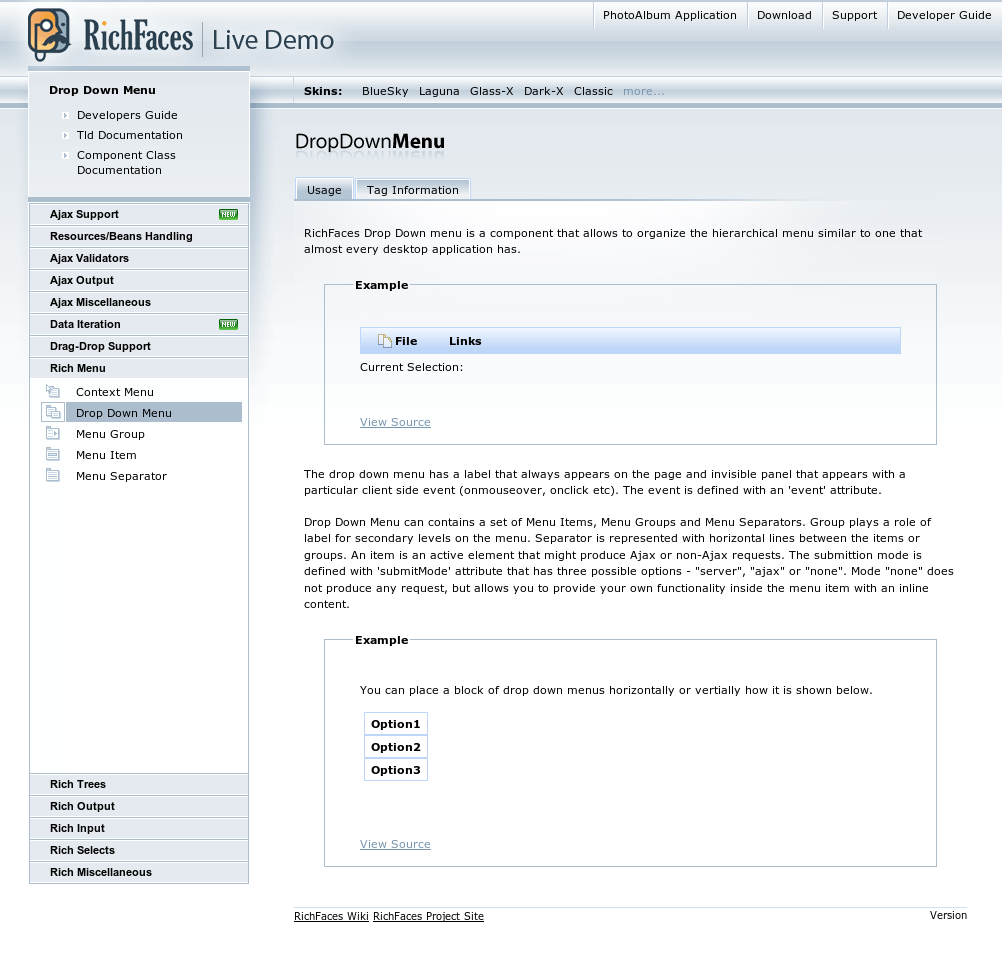 PhotoAlbum Application Download Support Developer Guide
RichFaces Live Demo
Skins: BlueSky Laguna Glass-X Dark-X Classic more...
Drop Down Menu
Developers Guide
Tld Documentation
Component Class
Documentation
Ajax Support NEW
Resources/Beans Handling
Ajax Validators
Ajax Output
Ajax Miscellaneous
Data Iteration NEW
Drag-Drop Support
Rich Menu
Context Menu
Drop Down Menu
Menu Group
Menu Item
Menu Separator
Rich Trees
Rich Output
Rich Input
Rich Selects
Rich Miscellaneous
DropDownMenu
Usage Tag Information
RichFaces Drop Down menu is a component that allows to organize the hierarchical menu similar to one that
almost every desktop application has.
Example
File Links
Current Selection:
View Source
The drop down menu has a label that always appears on the page and invisible panel that appears with a
particular client side event (onmouseover, onclick etc). The event is defined with an 'event' attribute.
Drop Down Menu can contains a set of Menu Items, Menu Groups and Menu Separators. Group plays a role of
label for secondary levels on the menu. Separator is represented with horizontal lines between the items or
groups. An item is an active element that might produce Ajax or non-Ajax requests. The submittion mode is
defined with 'submitMode' attribute that has three possible options - "server", "ajax" or "none". Mode "none" does
not produce any request, but allows you to provide your own functionality inside the menu item with an inline
content.
Example
You can place a block of drop down menus horizontally or vertially how it is shown below.
Option1
Option2
Option3
View Source
RichFaces Wiki RichFaces Project Site Version